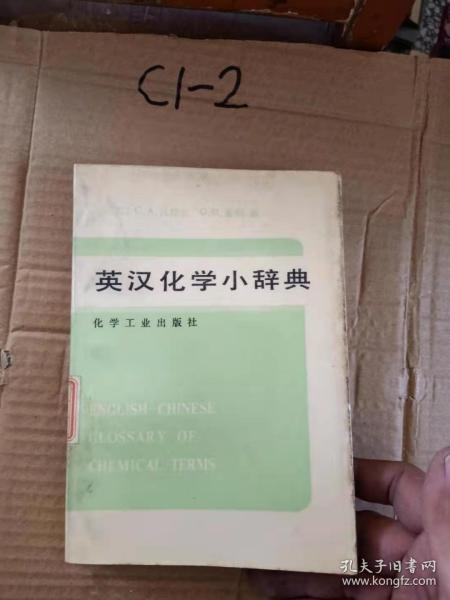 C1-2
英汉化学小辞典
化学工业出版社
ENGLISH-CHINESE
GLOSSARY OF
CHEMICAL TERMS
孔夫子旧书网
www.kongfz.com